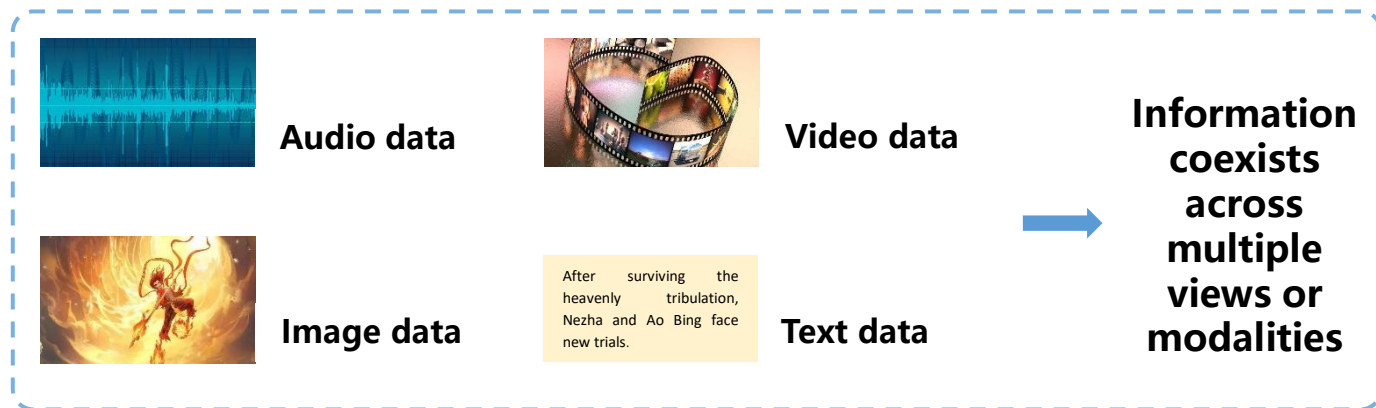 Audio data
Video data
Image data
After surviving the
heavenly tribulation,
Nezha and Ao Bing face
new trials.
Text data
Information
coexists
across
multiple
views or
modalities